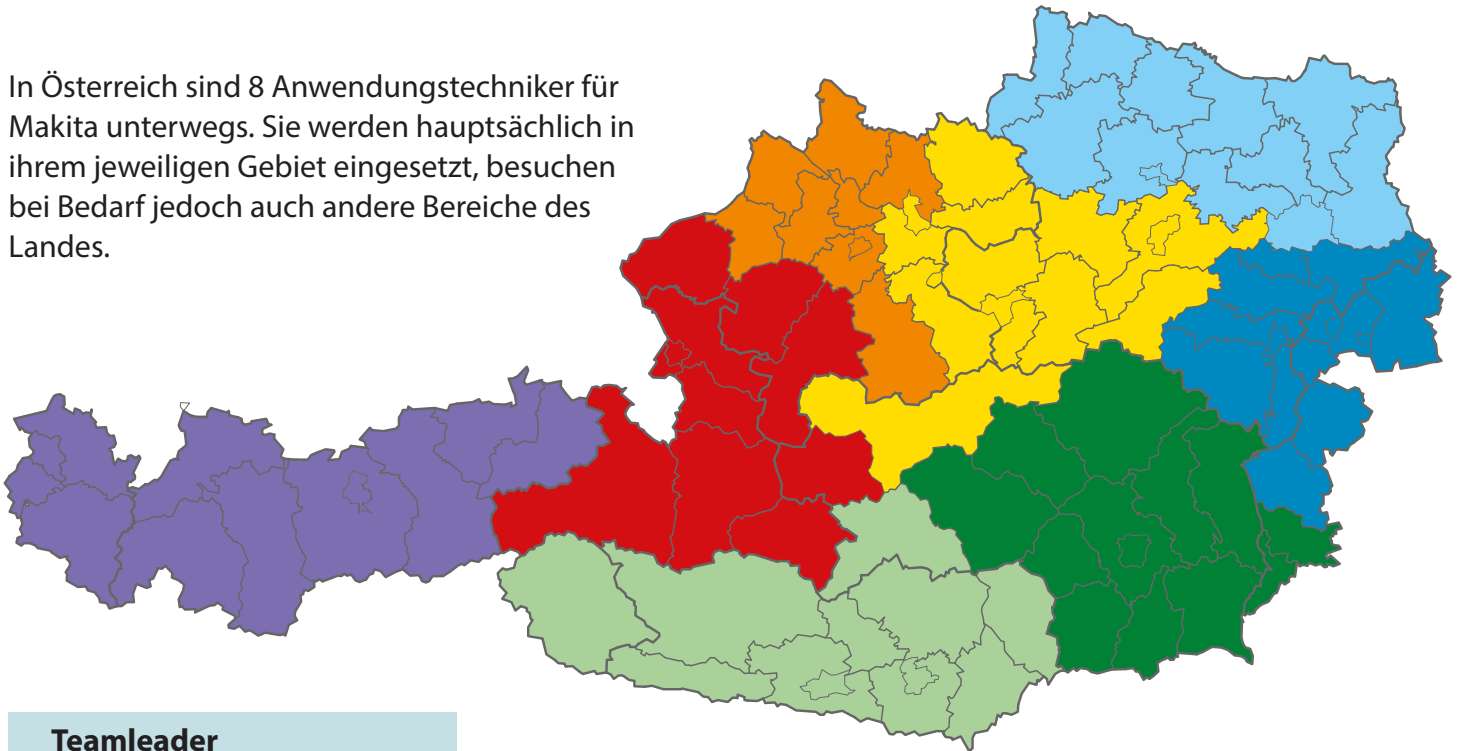 In Österreich sind 8 Anwendungstechniker für
Makita unterwegs. Sie werden hauptsächlich in
ihrem jeweiligen Gebiet eingesetzt, besuchen
bei Bedarf jedoch auch andere Bereiche des
Landes.
Teamleader